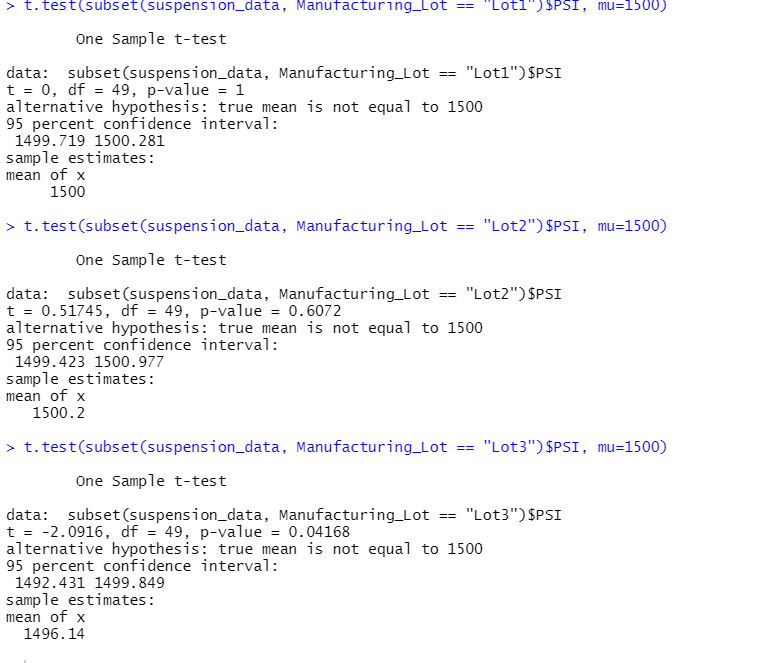 > t.test(subset(suspension_data, Manufacturing_Lot == "Lot1")$PSI, mu=1500)
One Sample t-test
data:  subset(suspension_data, Manufacturing_Lot == "Lot1")$PSI
t = 0, df = 49, p-value = 1
alternative hypothesis: true mean is not equal to 1500
95 percent confidence interval:
1499.719 1500.281
sample estimates:
mean of x
1500
> t.test(subset(suspension_data, Manufacturing_Lot == "Lot2")$PSI, mu=1500)
One Sample t-test
data:  subset(suspension_data, Manufacturing_Lot == "Lot2")$PSI
t = 0.51745, df = 49, p-value = 0.6072
alternative hypothesis: true mean is not equal to 1500
95 percent confidence interval:
1499.423 1500.977
sample estimates:
mean of x
1500.2
> t.test(subset(suspension_data, Manufacturing_Lot == "Lot3")$PSI, mu=1500)
One Sample t-test
data:  subset(suspension_data, Manufacturing_Lot == "Lot3")$PSI
t = -2.0916, df = 49, p-value = 0.04168
alternative hypothesis: true mean is not equal to 1500
95 percent confidence interval:
1492.431 1499.849
sample estimates:
mean of x
1496.14